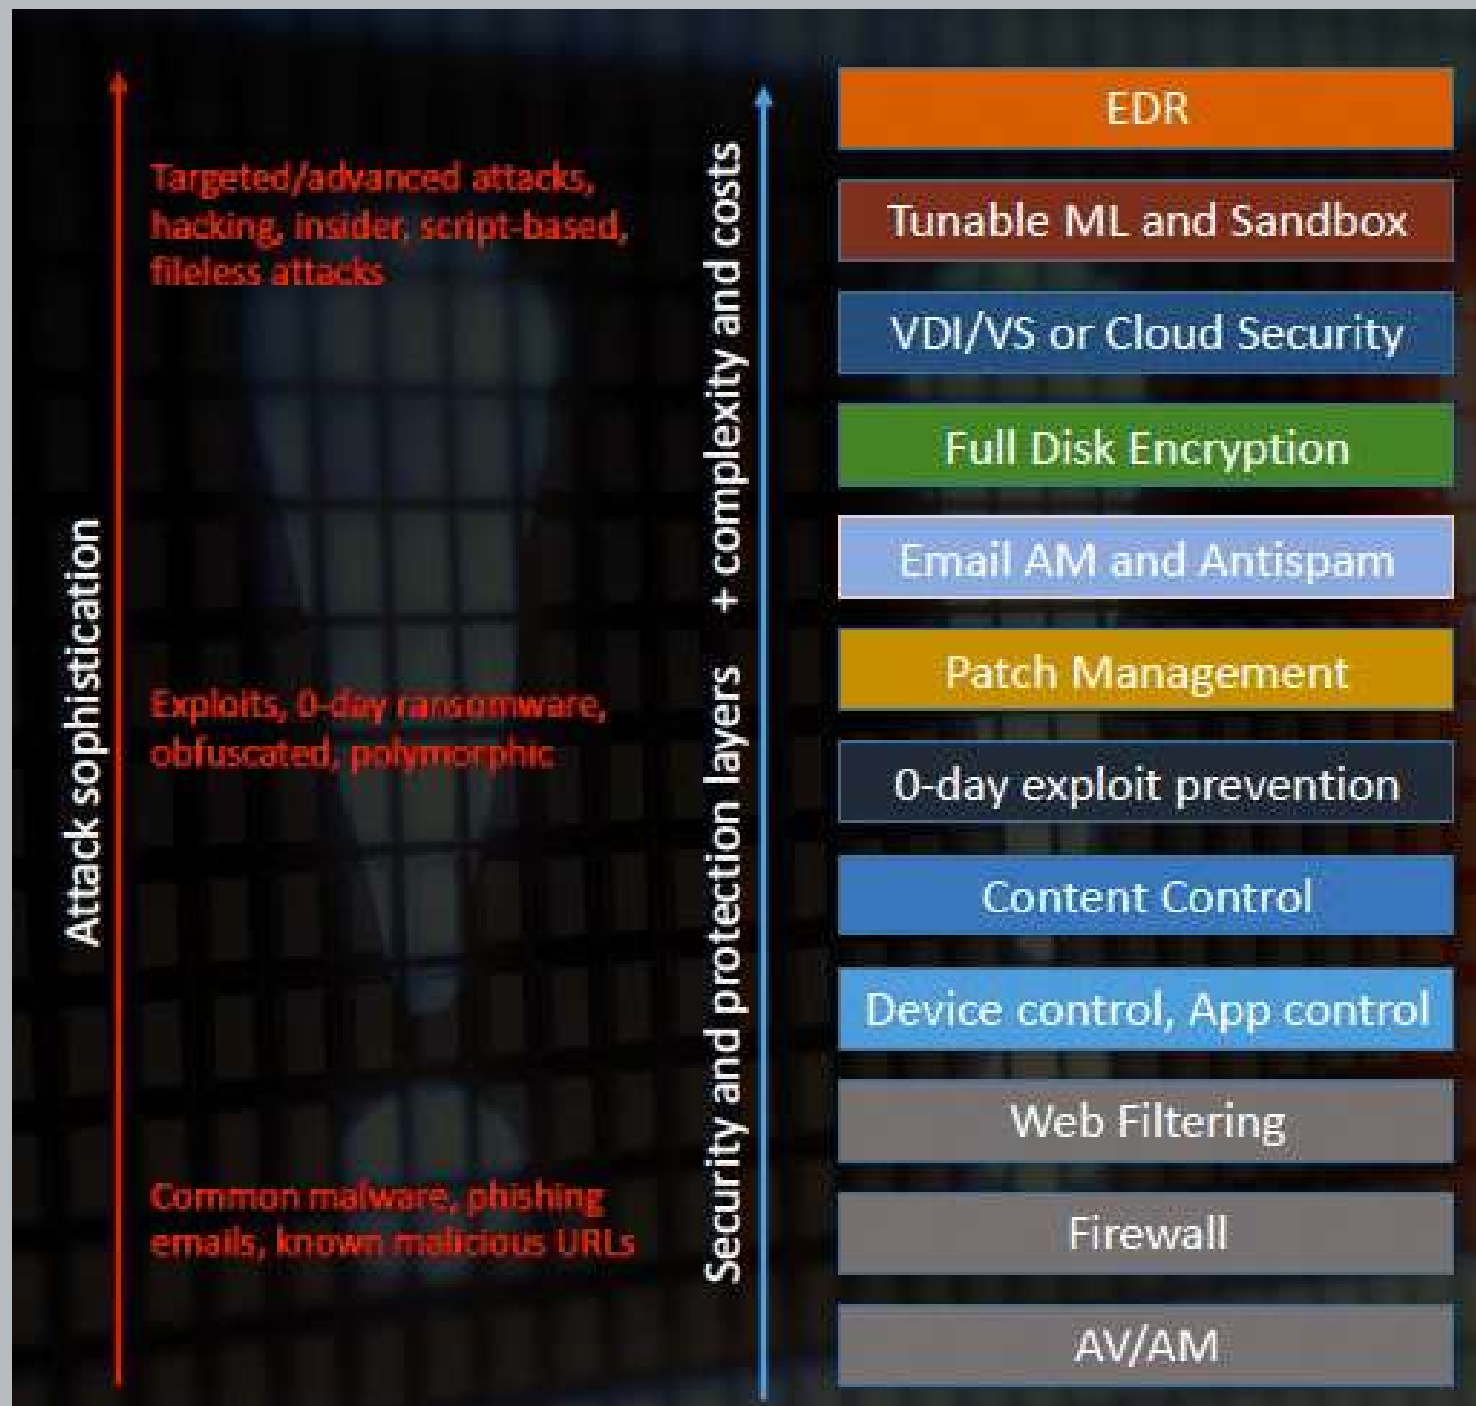 Attack sophistication
Targeted/advanced attacks,
hacking, insider, script-based,
fileless attacks
Exploits, 0-day ransomware,
obfuscated, polymorphic
Common malware, phishing
emails, known malicious URLs
Security and protection layers + complexity and costs
EDR
Tunable ML and Sandbox
VDI/VS or Cloud Security
Full Disk Encryption
Email AM and Antispam
Patch Management
0-day exploit prevention
Content Control
Device control, App control
Web Filtering
Firewall
AV/AM